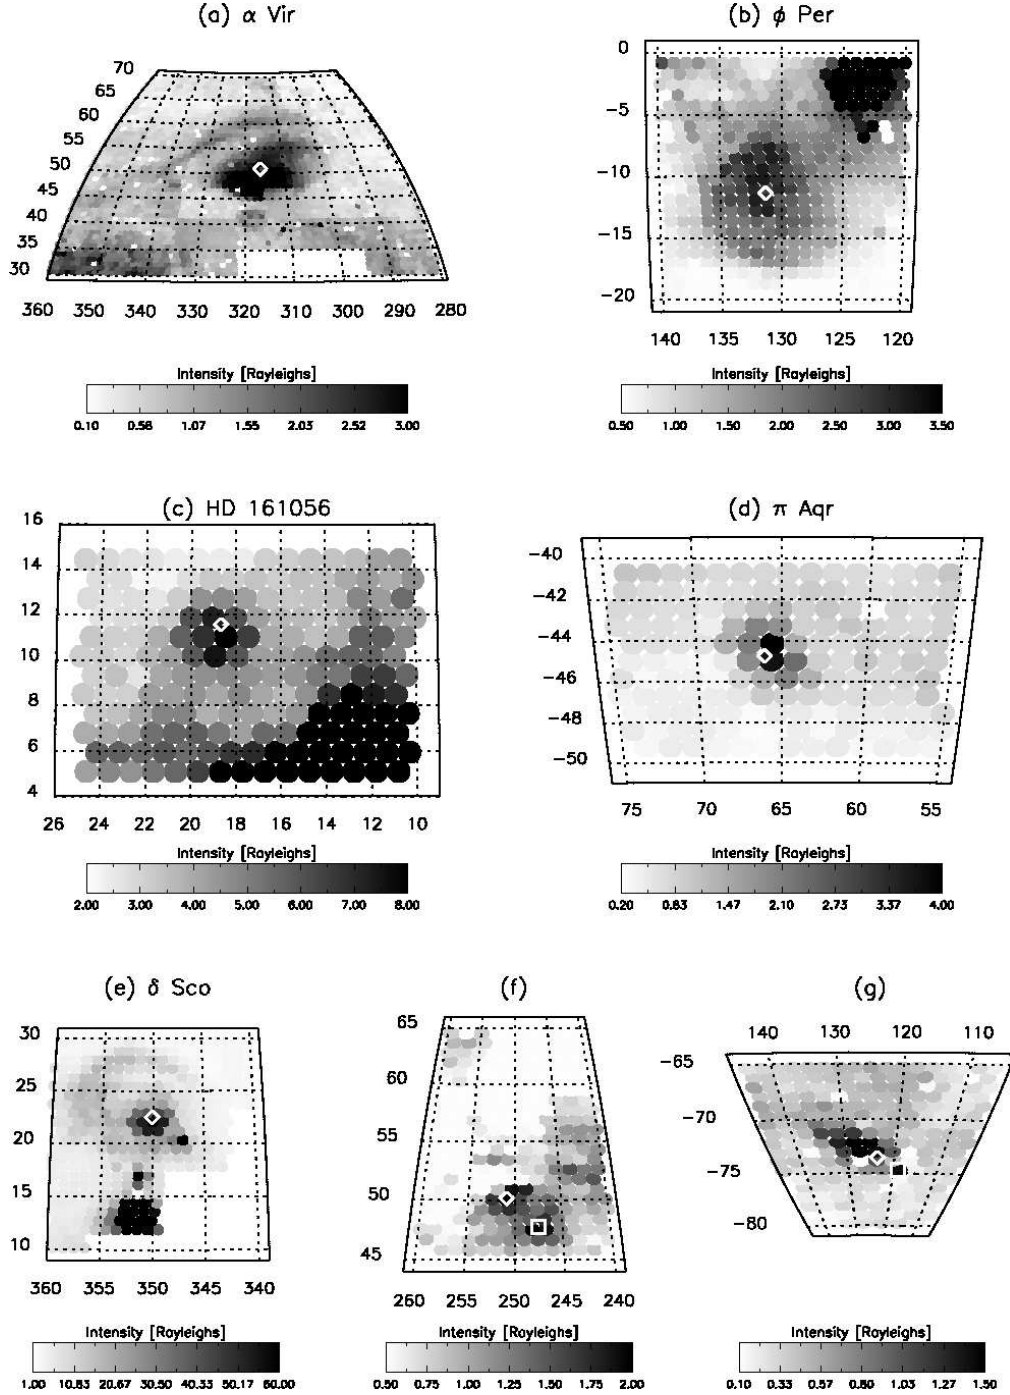 (a) α Vir
70
65
60
55
50
45
40
35
30
360 350 340 330 320 310 300 290 280
Intensity [Rayleighs]
0.10 0.58 1.07 1.55 2.03 2.52 3.00
(b) ϕ Per
0
−5
−10
−15
−20
140 135 130 125 120
Intensity [Rayleighs]
0.50 1.00 1.50 2.00 2.50 3.00 3.50
(c) HD 161056
16
14
12
10
8
6
4
26 24 22 20 18 16 14 12 10
Intensity [Rayleighs]
2.00 3.00 4.00 5.00 6.00 7.00 8.00
(d) π Aqr
−40
−42
−44
−46
−48
−50
75 70 65 60 55
Intensity [Rayleighs]
0.20 0.83 1.47 2.10 2.73 3.37 4.00
(e) δ Sco
30
25
20
15
10
360 355 350 345 340
Intensity [Rayleighs]
1.00 10.83 20.67 30.50 40.33 50.17 60.00
(f)
65
60
55
50
45
260 255 250 245 240
Intensity [Rayleighs]
0.50 0.75 1.00 1.25 1.50 1.75 2.00
(g)
140 130 120 110
−65
−70
−75
−80
Intensity [Rayleighs]
0.10 0.33 0.57 0.80 1.03 1.27 1.50